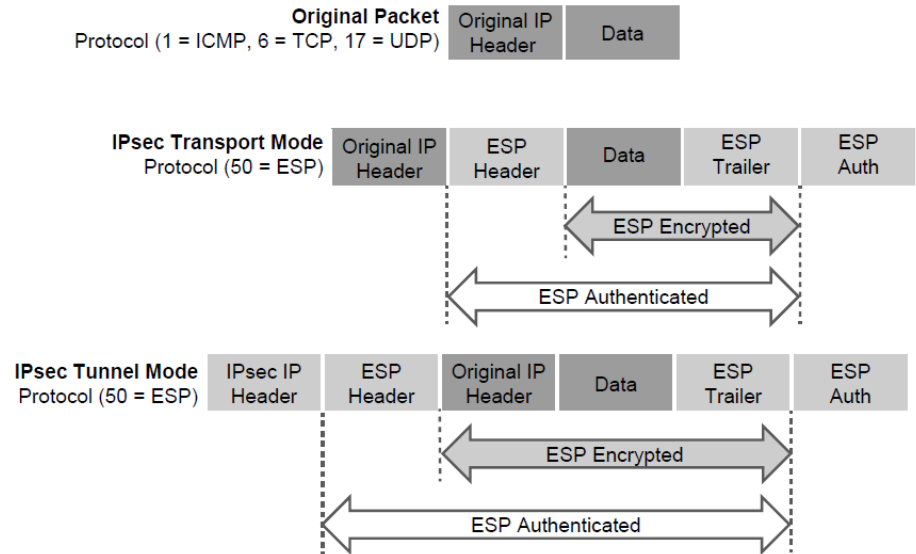 Original Packet
Protocol (1 = ICMP, 6 = TCP, 17 = UDP)
Original IP
Header
Data
IPsec Transport Mode
Protocol (50 = ESP)
Original IP
Header
ESP
Header
Data
ESP
Trailer
ESP
Auth
ESP Encrypted
ESP Authenticated
IPsec Tunnel Mode
Protocol (50 = ESP)
IPsec IP
Header
ESP
Header
Original IP
Header
Data
ESP
Trailer
ESP
Auth
ESP Encrypted
ESP Authenticated